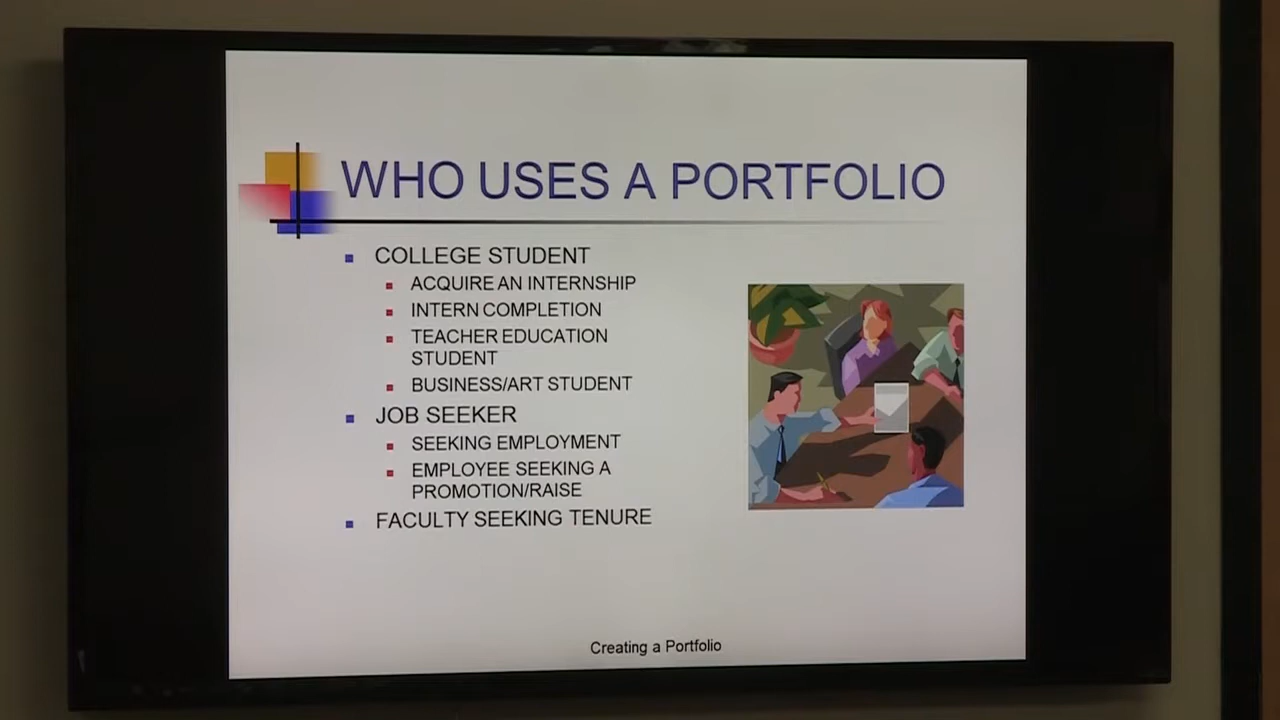 WHO USES A PORTFOLIO
COLLEGE STUDENT
ACQUIRE AN INTERNSHIP
INTERN COMPLETION
TEACHER EDUCATION
STUDENT
BUSINESS/ART STUDENT
JOB SEEKER
SEEKING EMPLOYMENT
EMPLOYEE SEEKING A
PROMOTION/RAISE
FACULTY SEEKING TENURE
Creating a Portfolio